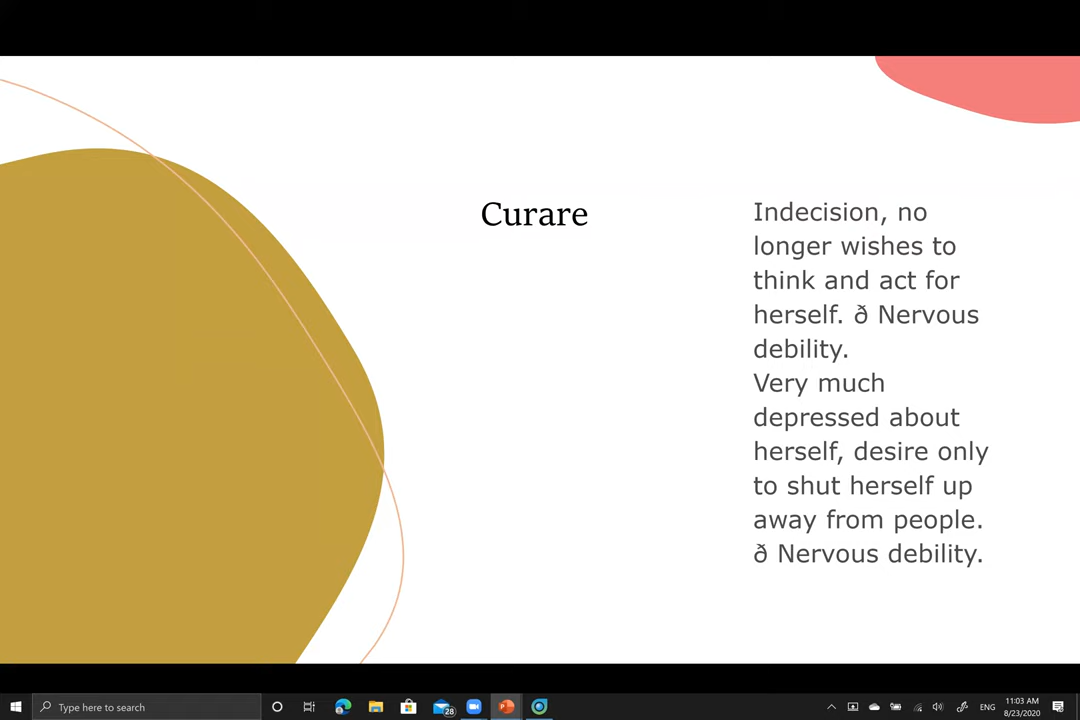 Curare
Indecision, no
longer wishes to
think and act for
herself. ð Nervous
debility.
Very much
depressed about
herself, desire only
to shut herself up
away from people.
ð Nervous debility.
Type here to search
28
ENG
11:03 AM
8/23/2020